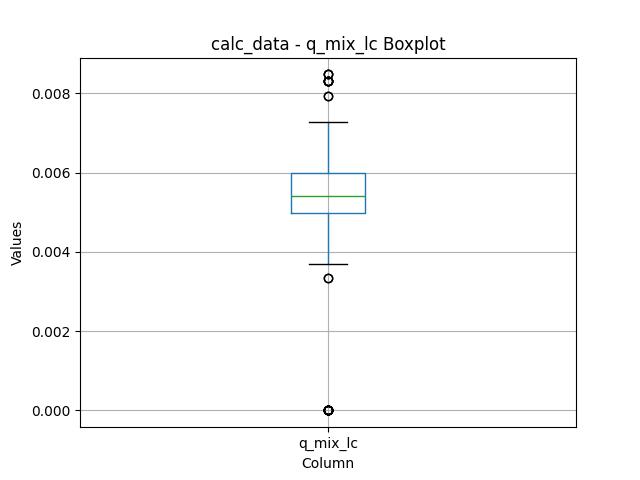 calc_data - q_mix_lc Boxplot
0.008
0.006
0.004
0.002
0.000
Values
q_mix_lc
Column